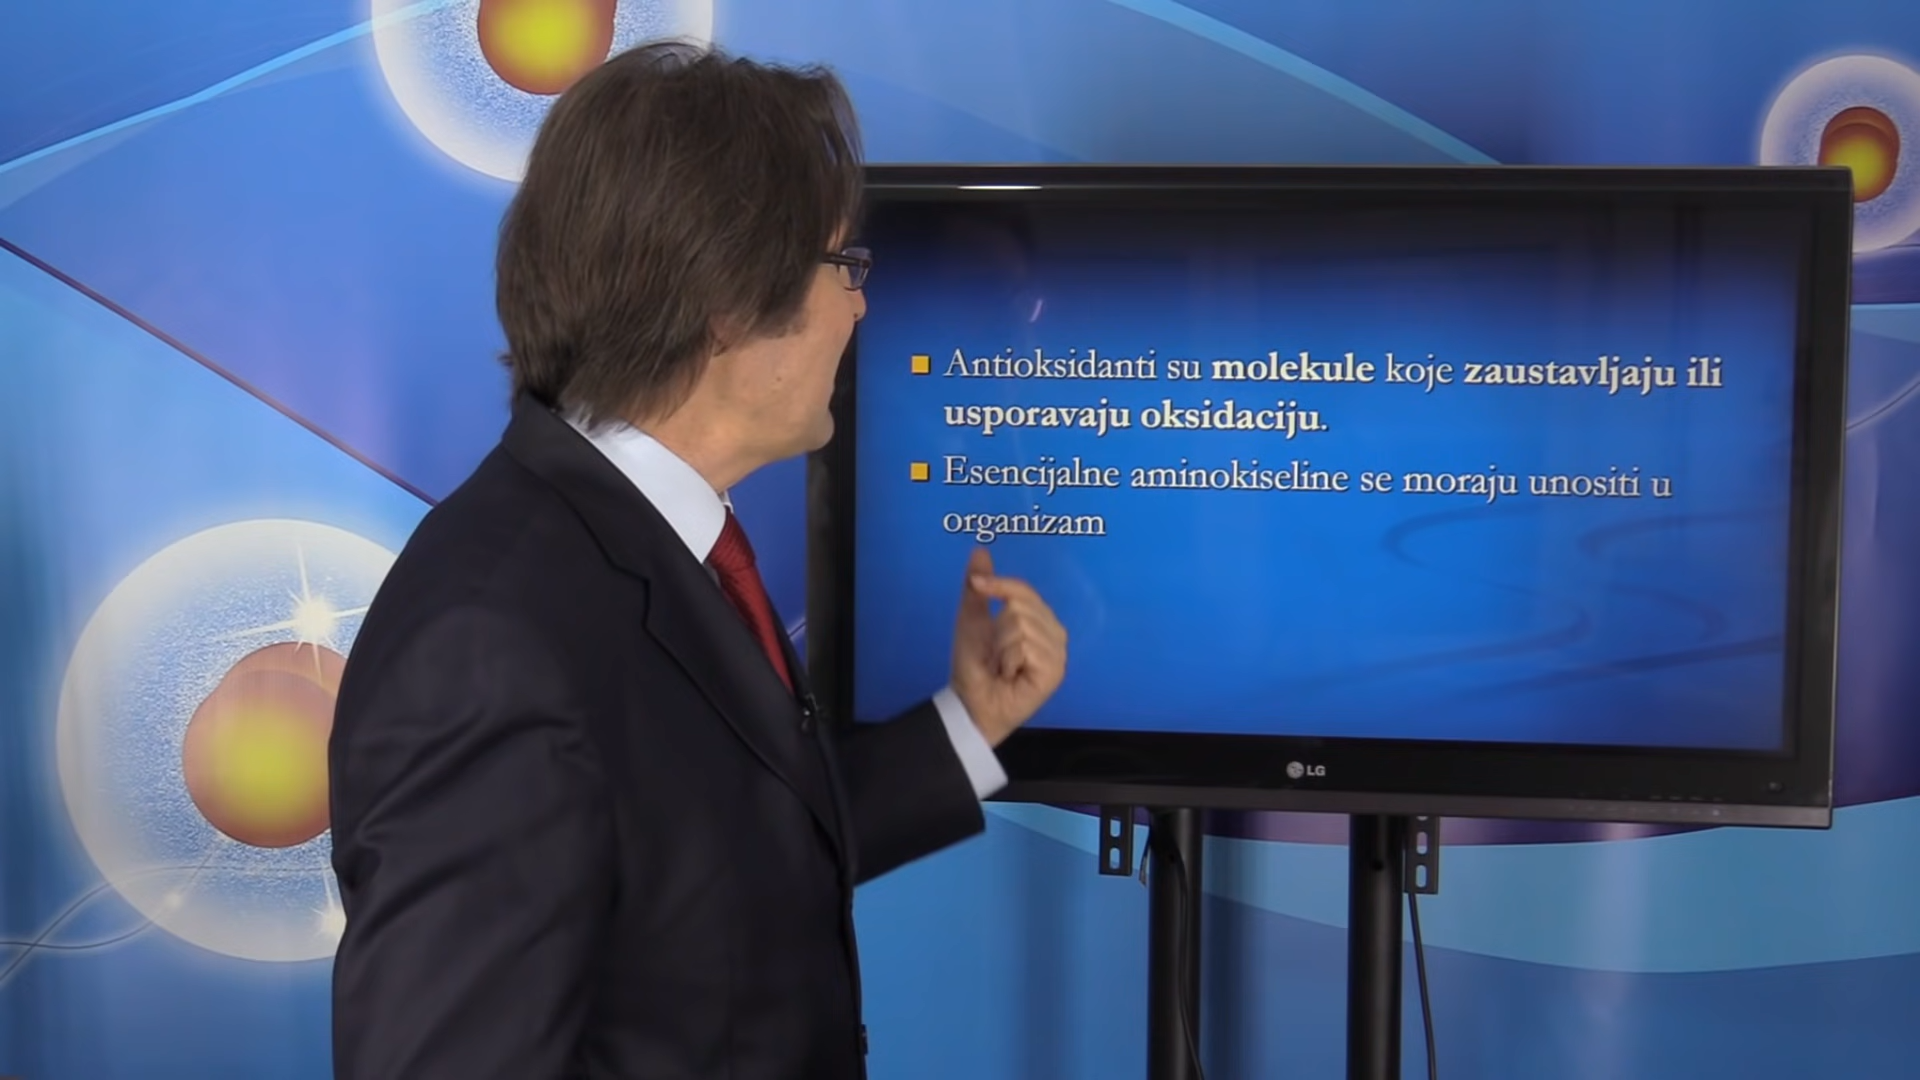 Antioksidanti su molekule koje zaustavljaju ili
usporavaju oksidaciju.
Esencijalne aminokiseline se moraju unositi u
organizam
LG